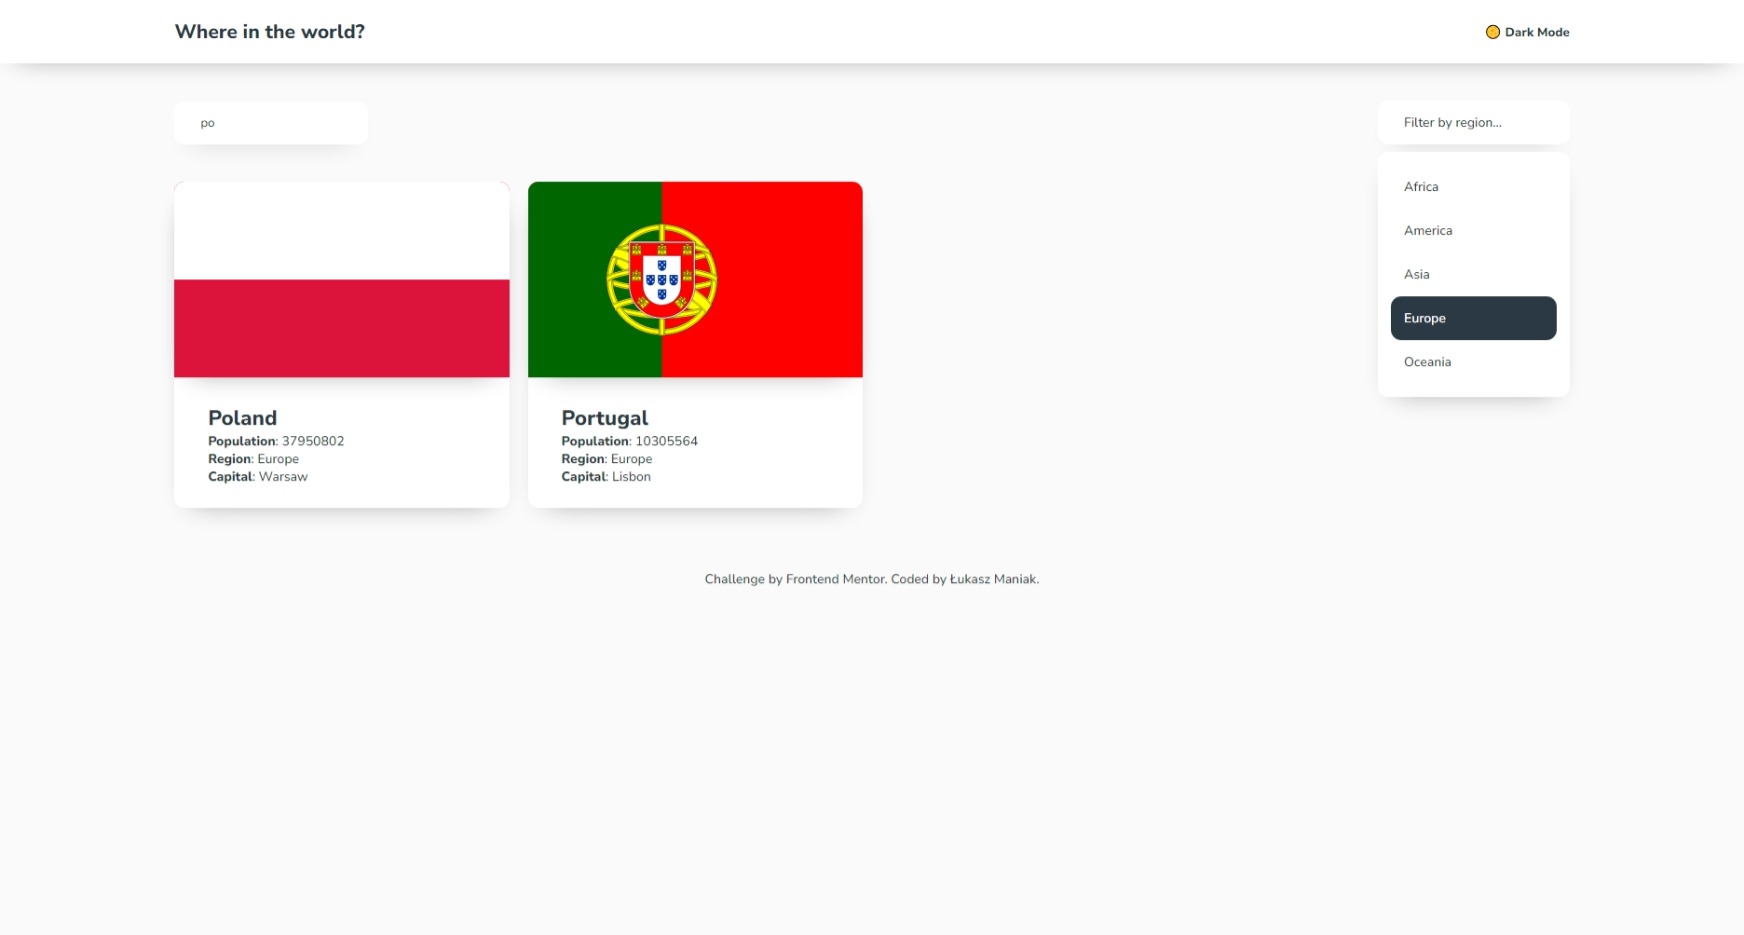 Where in the world?
Dark Mode
po
Filter by region...
Africa
America
Asia
Europe
Oceania
Poland
Population: 37950802
Region: Europe
Capital: Warsaw
Portugal
Population: 10305564
Region: Europe
Capital: Lisbon
Challenge by Frontend Mentor. Coded by Łukasz Maniak.